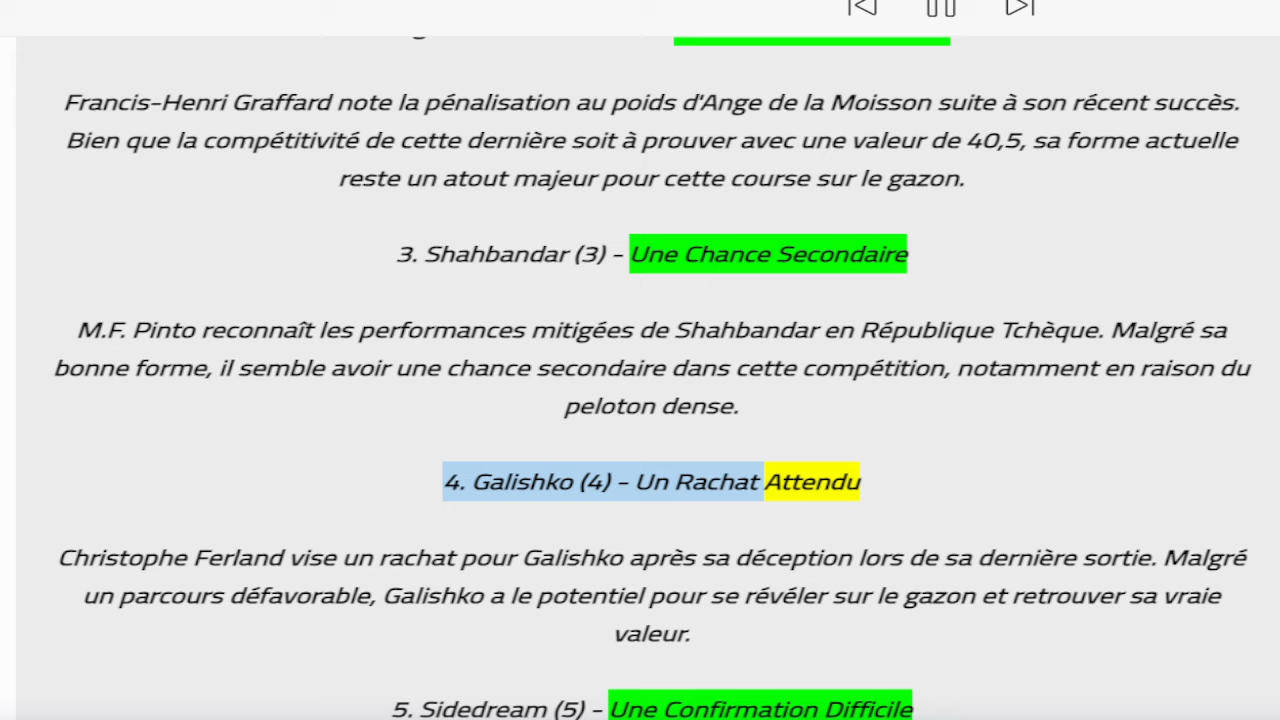 Francis-Henri Graffard note la pénalisation au poids d'Ange de la Moisson suite à son récent succès.
Bien que la compétitivité de cette dernière soit à prouver avec une valeur de 40,5, sa forme actuelle
reste un atout majeur pour cette course sur le gazon.
3. Shahbandar (3) - Une Chance Secondaire
M.F. Pinto reconnaît les performances mitigées de Shahbandar en République Tchèque. Malgré sa
bonne forme, il semble avoir une chance secondaire dans cette compétition, notamment en raison du
peloton dense.
4. Galishko (4) - Un Rachat Attendu
Christophe Ferland vise un rachat pour Galishko après sa déception lors de sa dernière sortie. Malgré
un parcours défavorable, Galishko a le potentiel pour se révéler sur le gazon et retrouver sa vraie
valeur.
5. Sidedream (5) - Une Confirmation Difficile